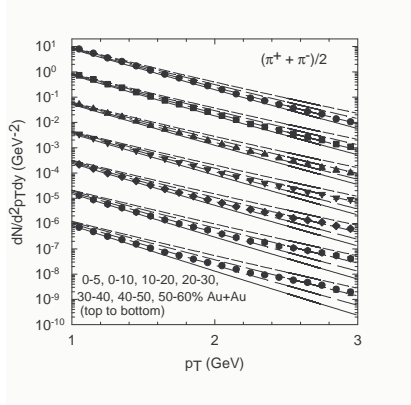 (π+ + π-)/2
10^1
10^0
10^-1
10^-2
10^-3
10^-4
10^-5
10^-6
10^-7
10^-8
10^-9
10^-10
dN/d2pTdy (GeV-2)
0-5, 0-10, 10-20, 20-30,
30-40, 40-50, 50-60% Au+Au
(top to bottom)
1 2 3
pT (GeV)